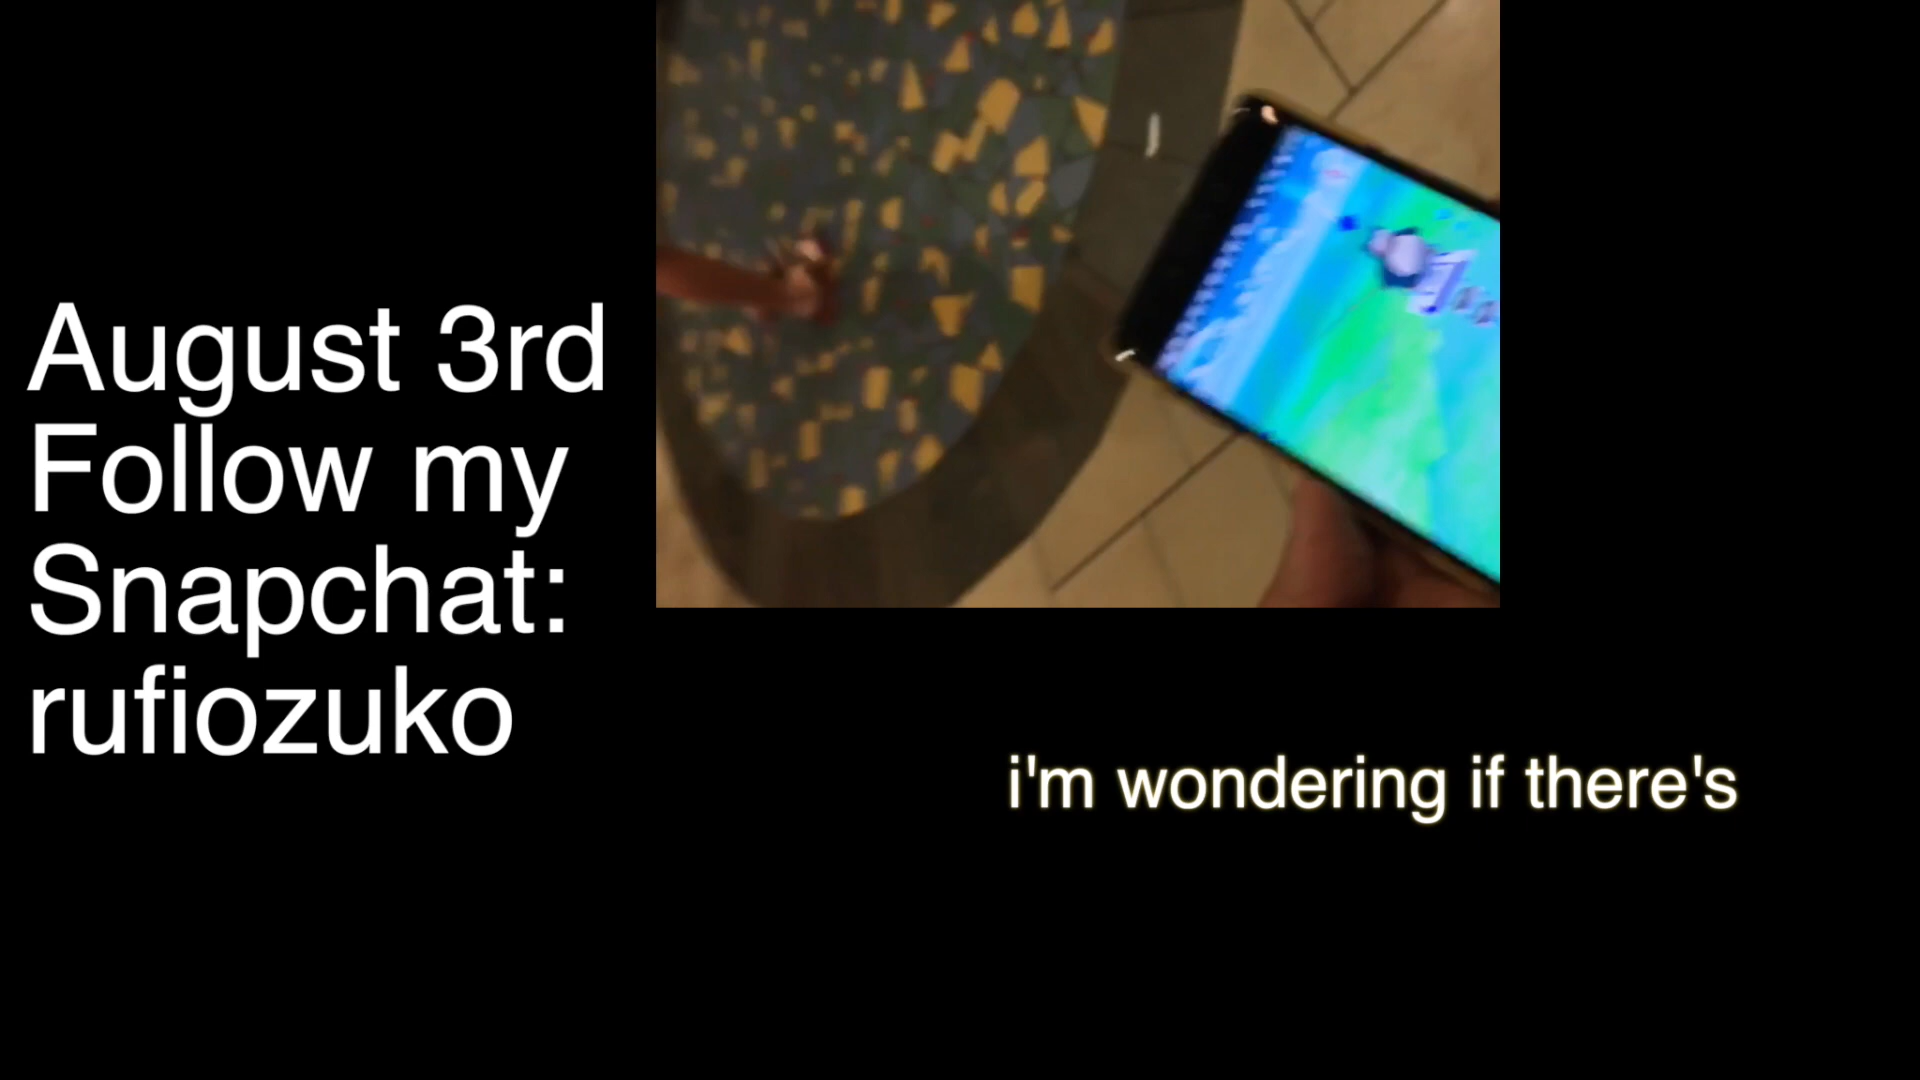 August 3rd
Follow my
Snapchat:
rufiozuko
i'm wondering if there's